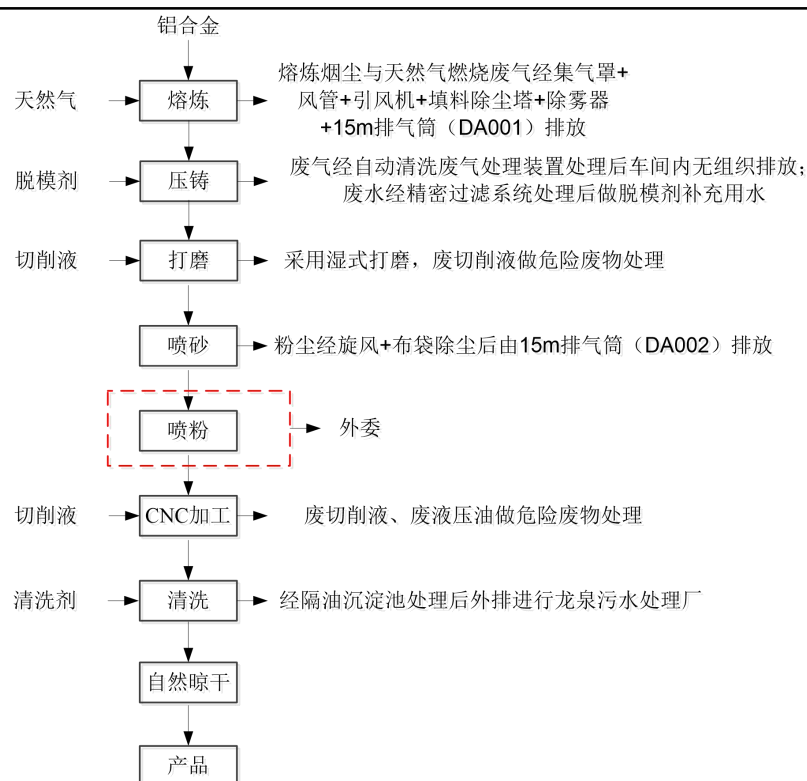 铝合金
天然气
熔炼
熔炼烟尘与天然气燃烧废气经集气罩+
风管+引风机+填料除尘塔+除雾器
+15m排气筒（DA001）排放
脱模剂
压铸
废气经自动清洗废气处理装置处理后车间内无组织排放；
废水经精密过滤系统处理后做脱模剂补充用水
切削液
打磨
采用湿式打磨，废切削液做危险废物处理
喷砂
粉尘经旋风+布袋除尘后由15m排气筒（DA002）排放
喷粉
外委
切削液
CNC加工
废切削液、废液压油做危险废物处理
清洗剂
清洗
经隔油沉淀池处理后外排进行龙泉污水处理厂
自然晾干
产品